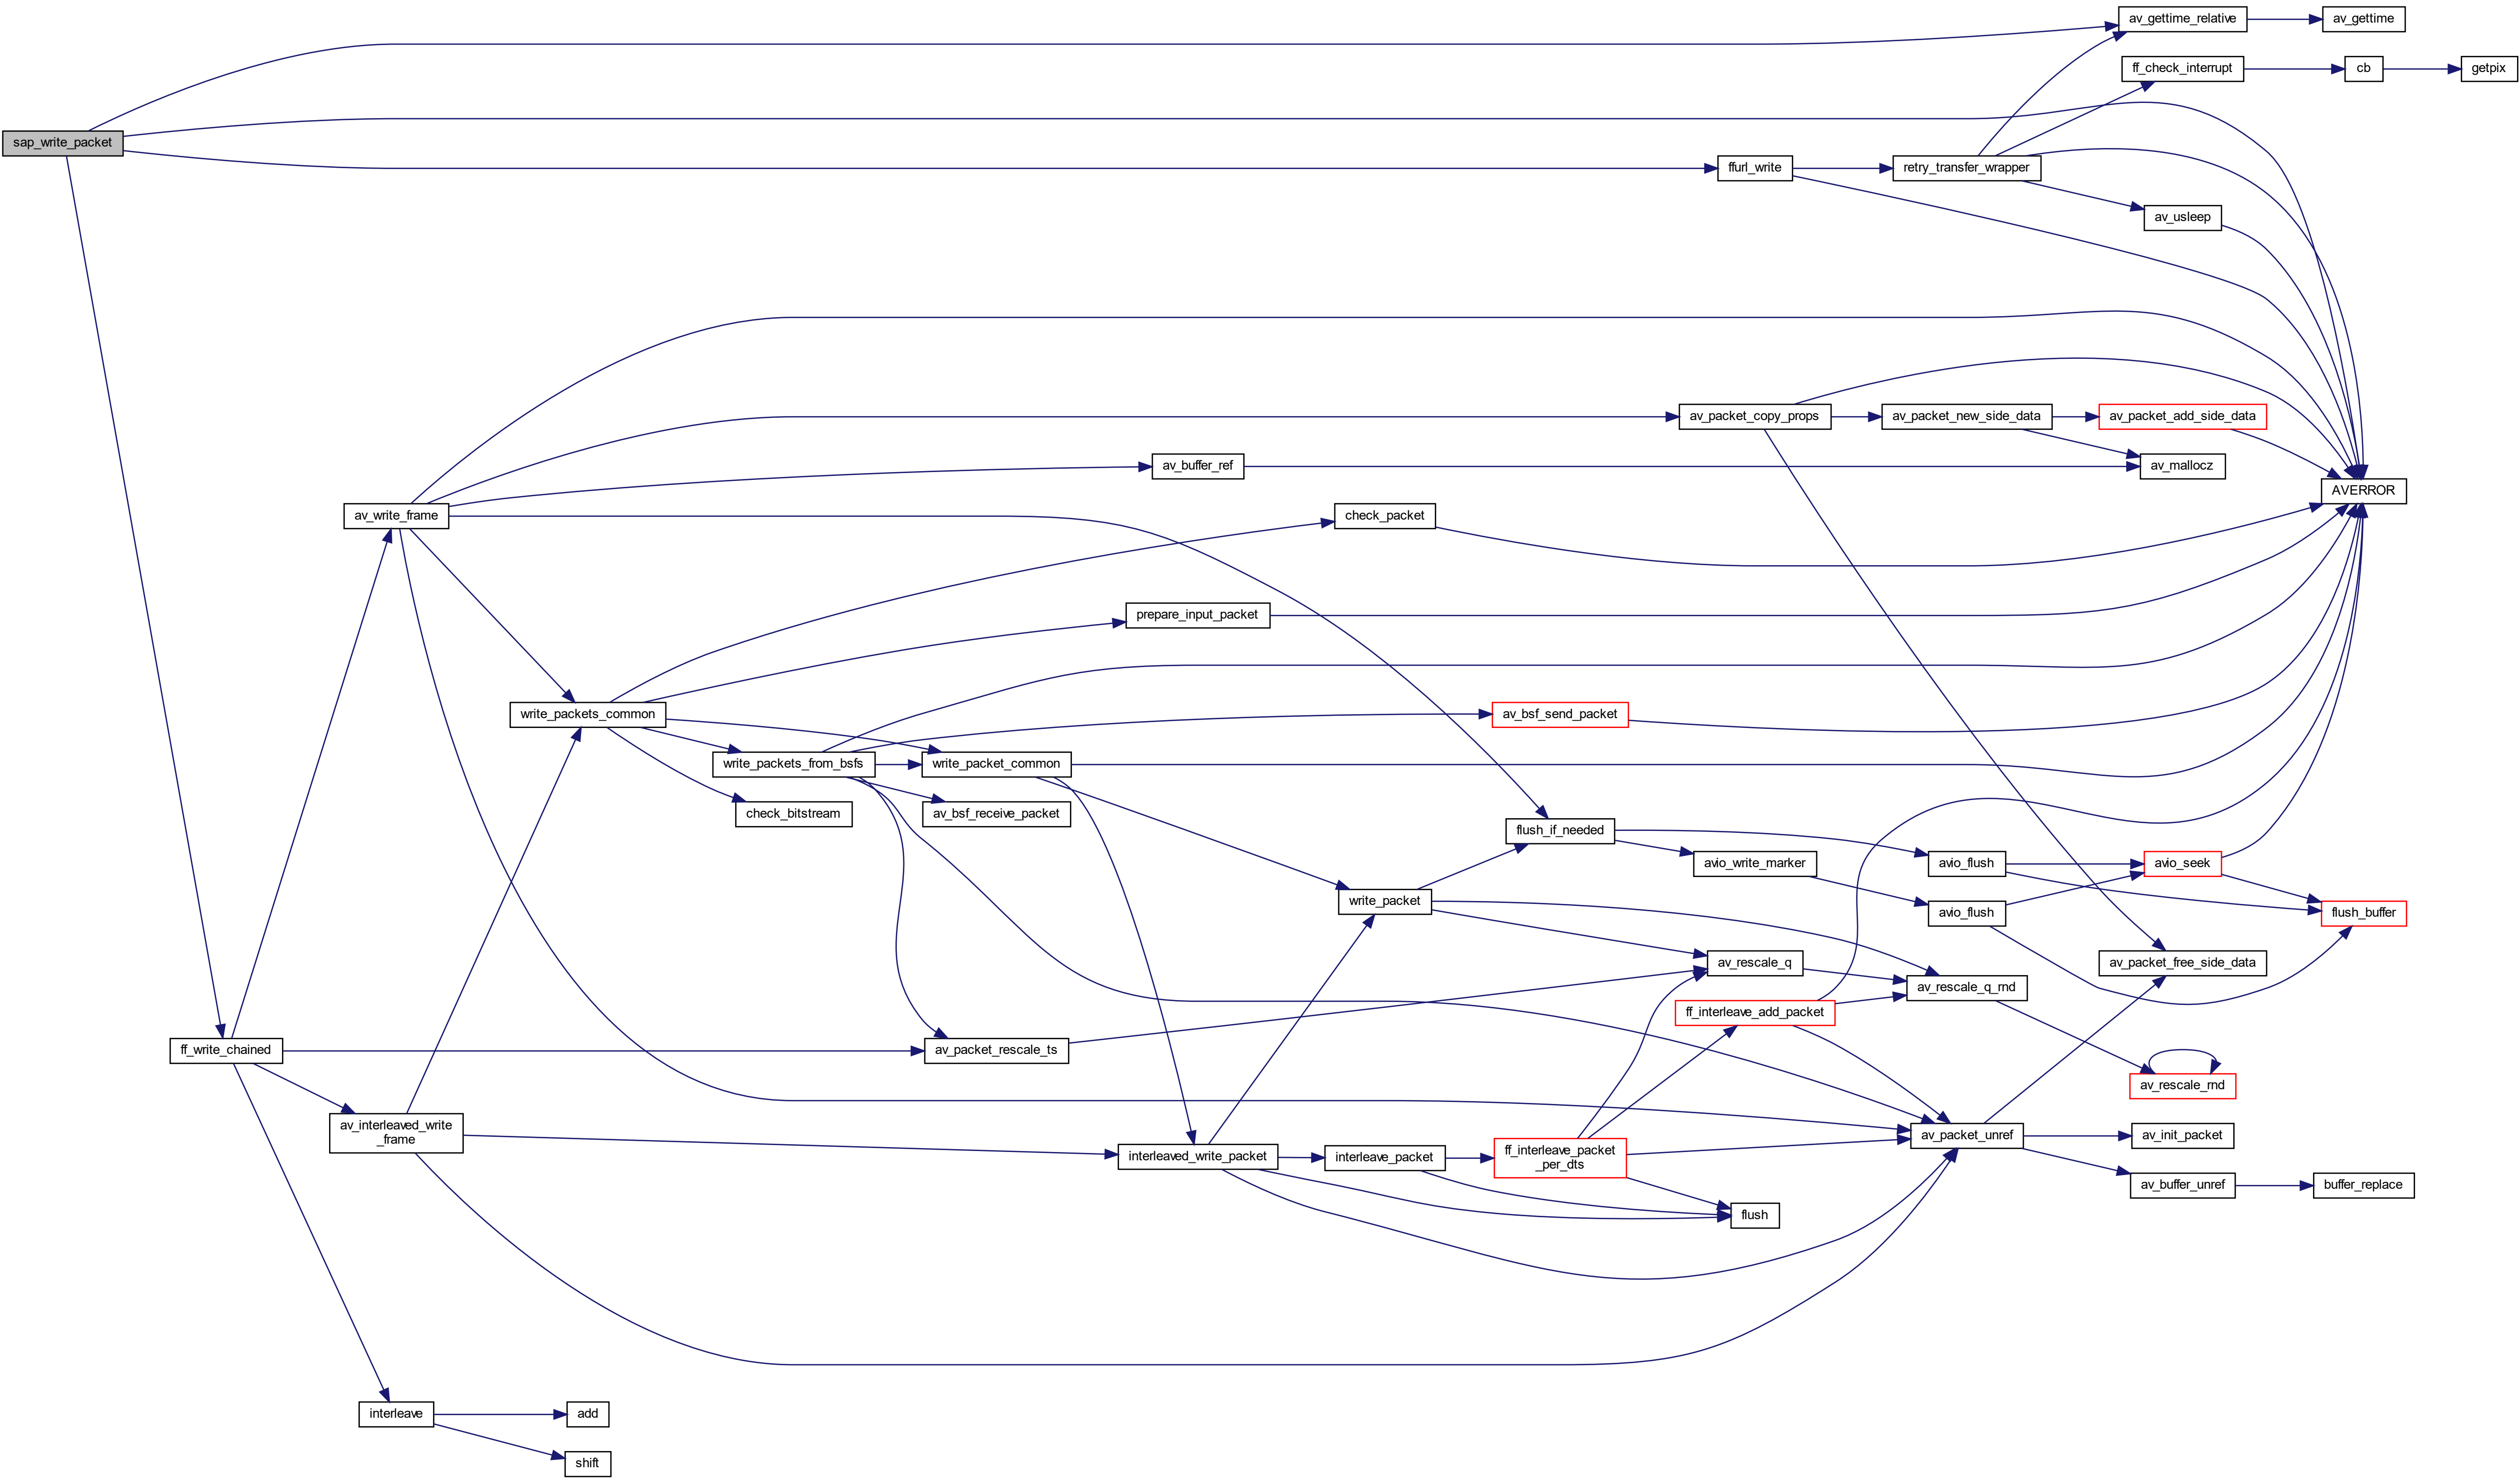 av_gettime_relative
av_gettime
ff_check_interrupt
cb
getpix
sap_write_packet
ffurl_write
retry_transfer_wrapper
av_usleep
av_packet_copy_props
av_packet_new_side_data
av_packet_add_side_data
av_buffer_ref
av_mallocz
AVERROR
av_write_frame
check_packet
prepare_input_packet
write_packets_common
av_bsf_send_packet
write_packets_from_bsfs
write_packet_common
check_bitstream
av_bsf_receive_packet
flush_if_needed
avio_write_marker
avio_flush
avio_seek
write_packet
avio_flush
flush_buffer
av_rescale_q
av_packet_free_side_data
av_rescale_q_rnd
ff_interleave_add_packet
ff_write_chained
av_packet_rescale_ts
av_rescale_rnd
av_interleaved_write
_frame
av_packet_unref
av_init_packet
interleaved_write_packet
interleave_packet
ff_interleave_packet
_per_dts
av_buffer_unref
buffer_replace
flush
interleave
add
shift